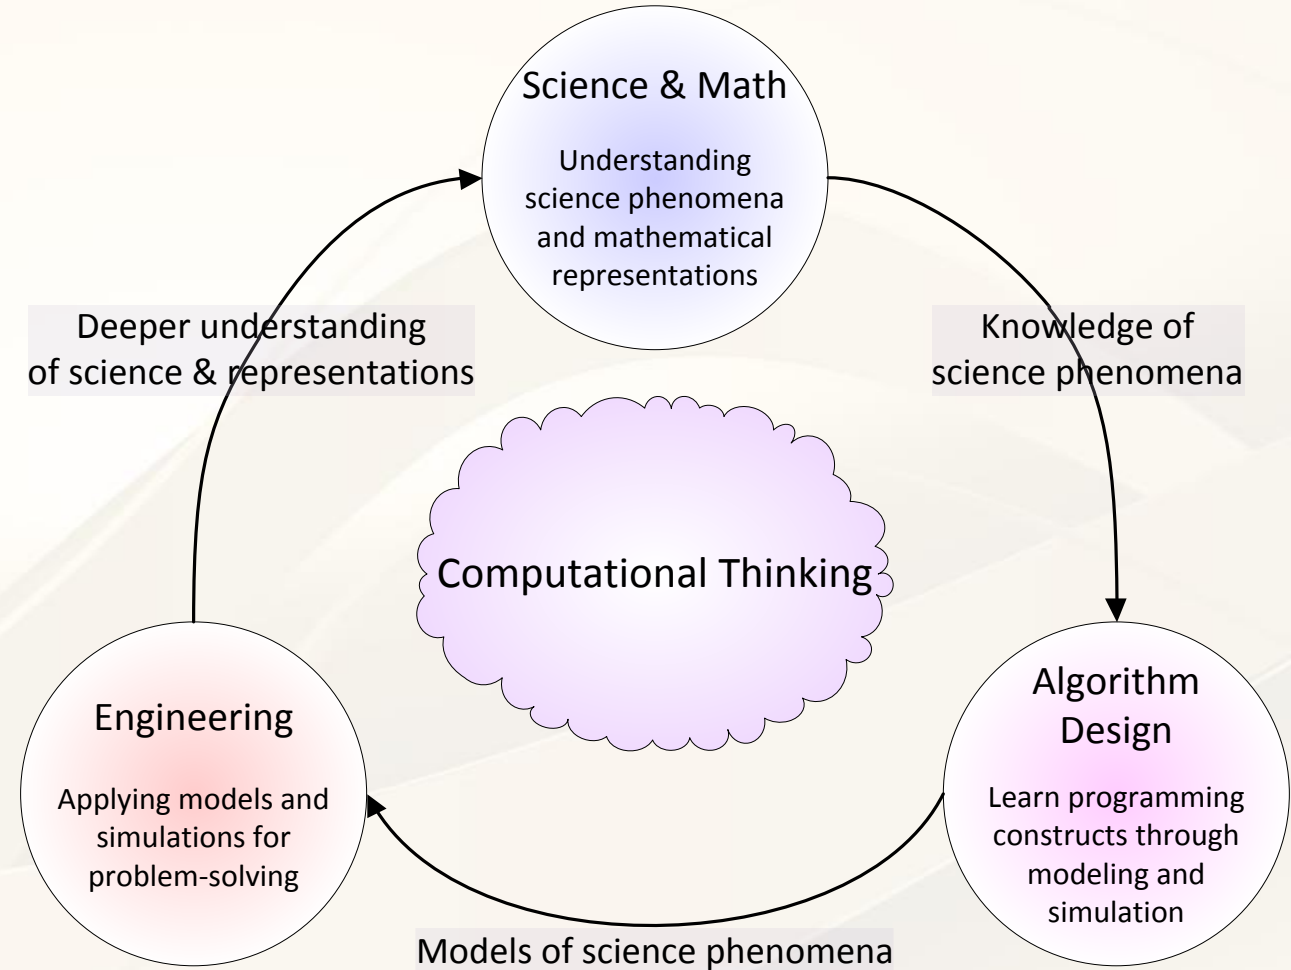 Science & Math
Understanding
science phenomena
and mathematical
representations
Deeper understanding
of science & representations
Knowledge of
science phenomena
Computational Thinking
Engineering
Applying models and
simulations for
problem-solving
Algorithm
Design
Learn programming
constructs through
modeling and
simulation
Models of science phenomena